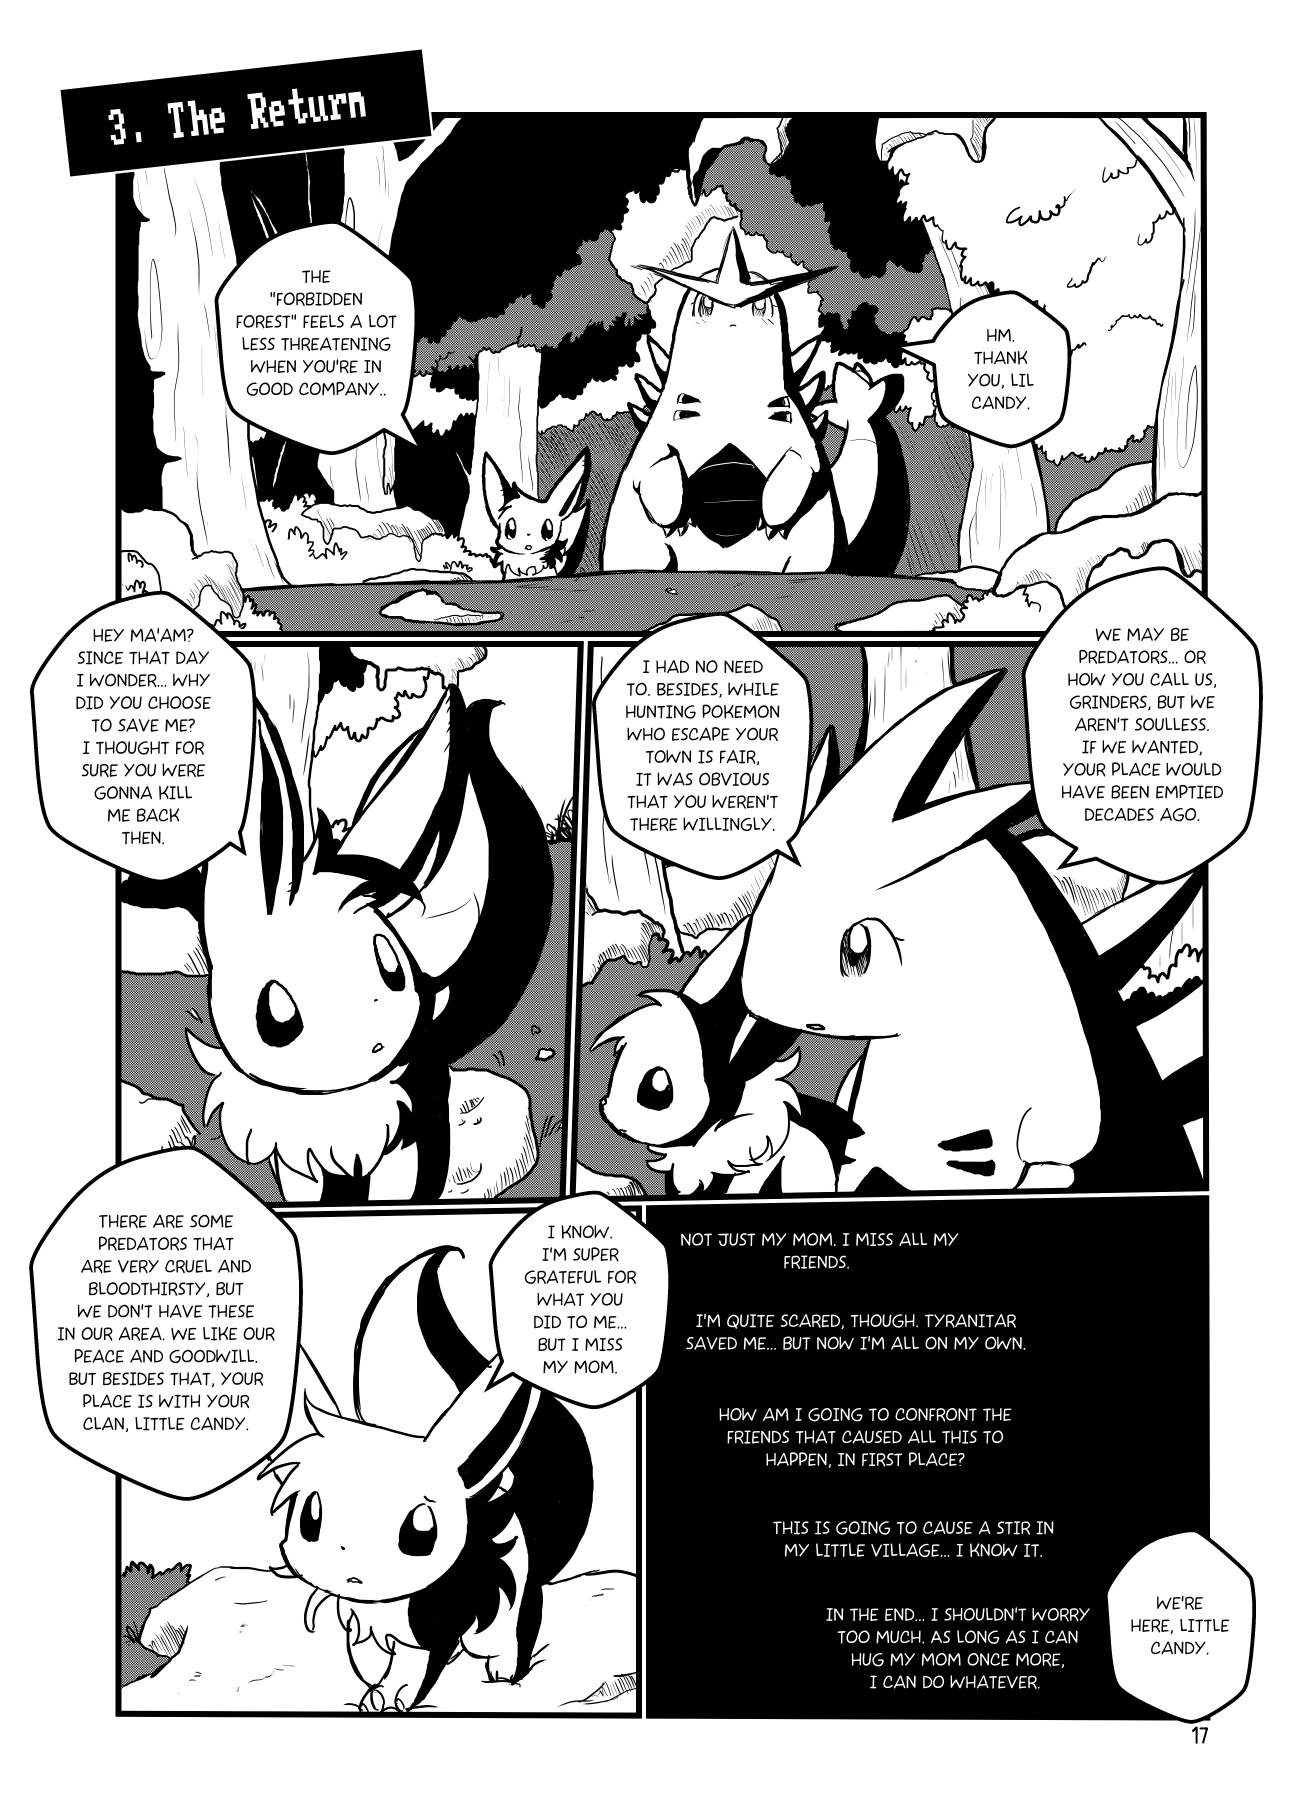 3. The Return
THE
"FORBIDDEN
FOREST" FEELS A LOT
LESS THREATENING
WHEN YOU'RE IN
GOOD COMPANY..
HM.
THANK
YOU, LIL
CANDY.
HEY MA'AM?
SINCE THAT DAY
I WONDER... WHY
DID YOU CHOOSE
TO SAVE ME?
I THOUGHT FOR
SURE YOU WERE
GONNA KILL
ME BACK
THEN.
I HAD NO NEED
TO. BESIDES, WHILE
HUNTING POKEMON
WHO ESCAPE YOUR
TOWN IS FAIR,
IT WAS OBVIOUS
THAT YOU WEREN'T
THERE WILLINGLY.
WE MAY BE
PREDATORS... OR
HOW YOU CALL US,
GRINDERS, BUT WE
AREN'T SOULLESS.
IF WE WANTED,
YOUR PLACE WOULD
HAVE BEEN EMPTIED
DECADES AGO.
THERE ARE SOME
PREDATORS THAT
ARE VERY CRUEL AND
BLOODTHIRSTY, BUT
WE DON'T HAVE THESE
IN OUR AREA. WE LIKE OUR
PEACE AND GOODWILL.
BUT BESIDES THAT, YOUR
PLACE IS WITH YOUR
CLAN, LITTLE CANDY.
I KNOW.
I'M SUPER
GRATEFUL FOR
WHAT YOU
DID TO ME...
BUT I MISS
MY MOM.
NOT JUST MY MOM. I MISS ALL MY
FRIENDS.
I'M QUITE SCARED, THOUGH. TYRANITAR
SAVED ME... BUT NOW I'M ALL ON MY OWN.
HOW AM I GOING TO CONFRONT THE
FRIENDS THAT CAUSED ALL THIS TO
HAPPEN, IN FIRST PLACE?
THIS IS GOING TO CAUSE A STIR IN
MY LITTLE VILLAGE... I KNOW IT.
IN THE END... I SHOULDN'T WORRY
TOO MUCH. AS LONG AS I CAN
HUG MY MOM ONCE MORE,
I CAN DO WHATEVER.
WE'RE
HERE, LITTLE
CANDY.
17